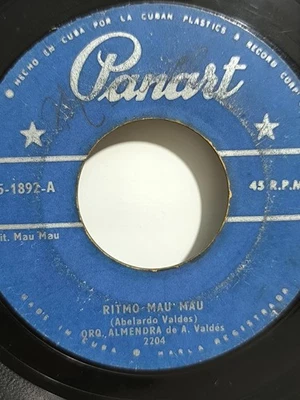 HECHO EN CUBA POR LA CUBAN PLASTICS & RECORD CORP.
Panart
5-1892-A
45 R.P.M
it. Mau Mau
RITMO MAU MAU
(Abelardo Valdes)
ORQ. ALMENDRA de A. Valdés
2204
MADE IN CUBA • MARCA REGISTRADA